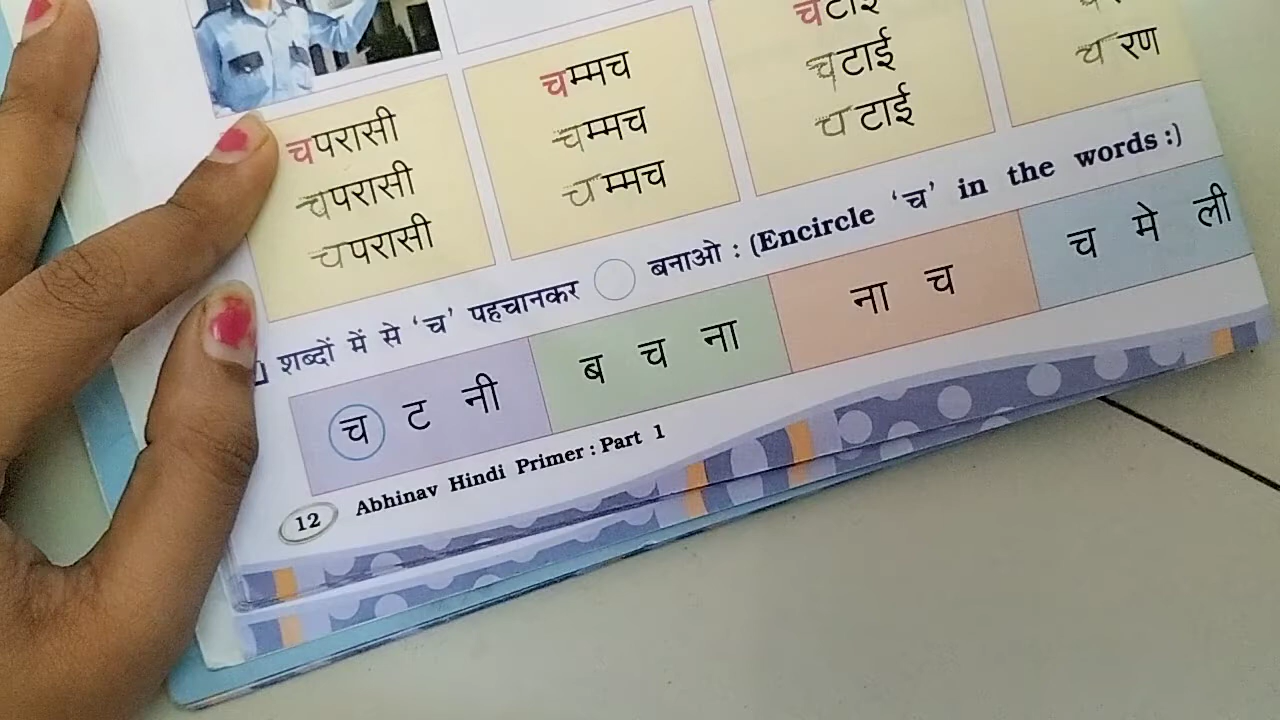 चपरासी
चपरासी
चपरासी
चम्मच
चम्मच
चम्मच
चटाई
चटाई
चटाई
चरण
शब्दों में से ‘च’ पहचानकर ◯ बनाओ : (Encircle ‘च’ in the words :)
च ट नी
ब च ना
ना च
च मे ली
12 Abhinav Hindi Primer : Part 1